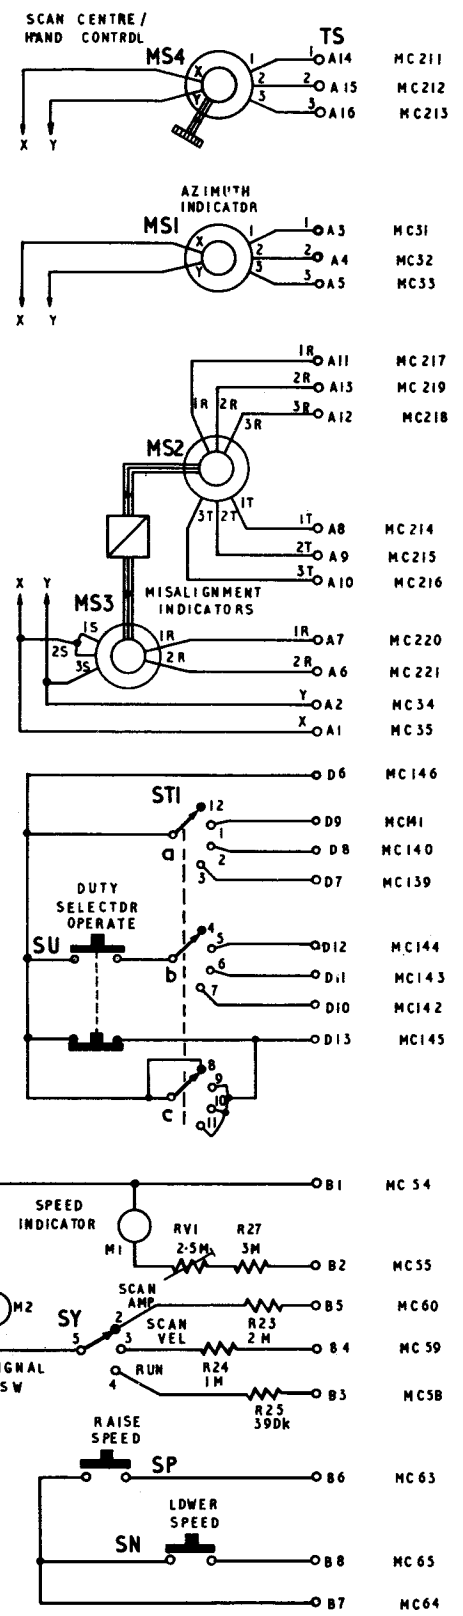 SCAN CENTRE/
HAND CONTROL
TS
MS4
X
Y
1 1 A14 MC211
2 2 A15 MC212
3 3 A16 MC213
X Y
AZIMUTH
INDICATOR
MS1
X
Y
1 1 A3 MC31
2 2 A4 MC32
3 3 A5 MC33
X Y
1R A11 MC217
2R A13 MC219
3R A12 MC218
1R 2R 3R
MS2
3T 2T 1T
1T A8 MC214
2T A9 MC215
3T A10 MC216
X Y
MISALIGNMENT
INDICATORS
MS3
1S
2S
3S
1R 1R A7 MC220
2R 2R A6 MC221
Y A2 MC34
X A1 MC35
D6 MC146
ST1
12
a
1 D9 MC141
2 D8 MC140
3 D7 MC139
DUTY
SELECTOR
OPERATE
SU
4
b
5 D12 MC144
6 D11 MC143
7 D10 MC142
D13 MC145
8
c
9
10
11
B1 MC54
SPEED
INDICATOR
M1
RV1
2·5M
R27
3M
B2 MC55
M2
SCAN
AMP
B5 MC60
SY
2
R23
2M
5
3
SCAN
VEL
B4 MC59
R24
1M
IGNAL
SW
4
RUN
B3 MC58
R25
390k
RAISE
SPEED
SP
B6 MC63
LOWER
SPEED
SN
B8 MC65
B7 MC64